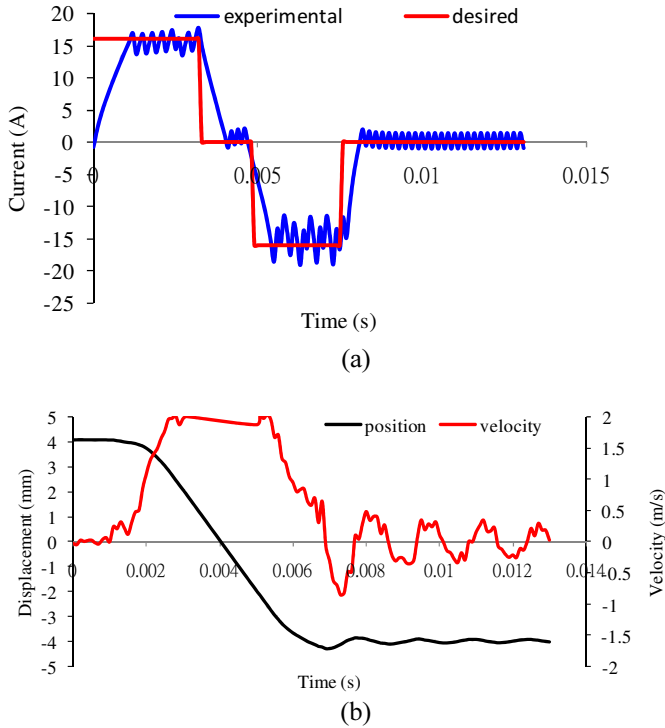 experimental desired
20
15
10
5
0
-5
-10
-15
-20
-25
0 0.005 0.01 0.015
Current (A)
Time (s)
(a)
position velocity
5
4
3
2
1
0
-1
-2
-3
-4
-5
0 0.002 0.004 0.006 0.008 0.01 0.012 0.014
2
1.5
1
0.5
0
-0.5
-1
-1.5
-2
Displacement (mm)
Velocity (m/s)
Time (s)
(b)